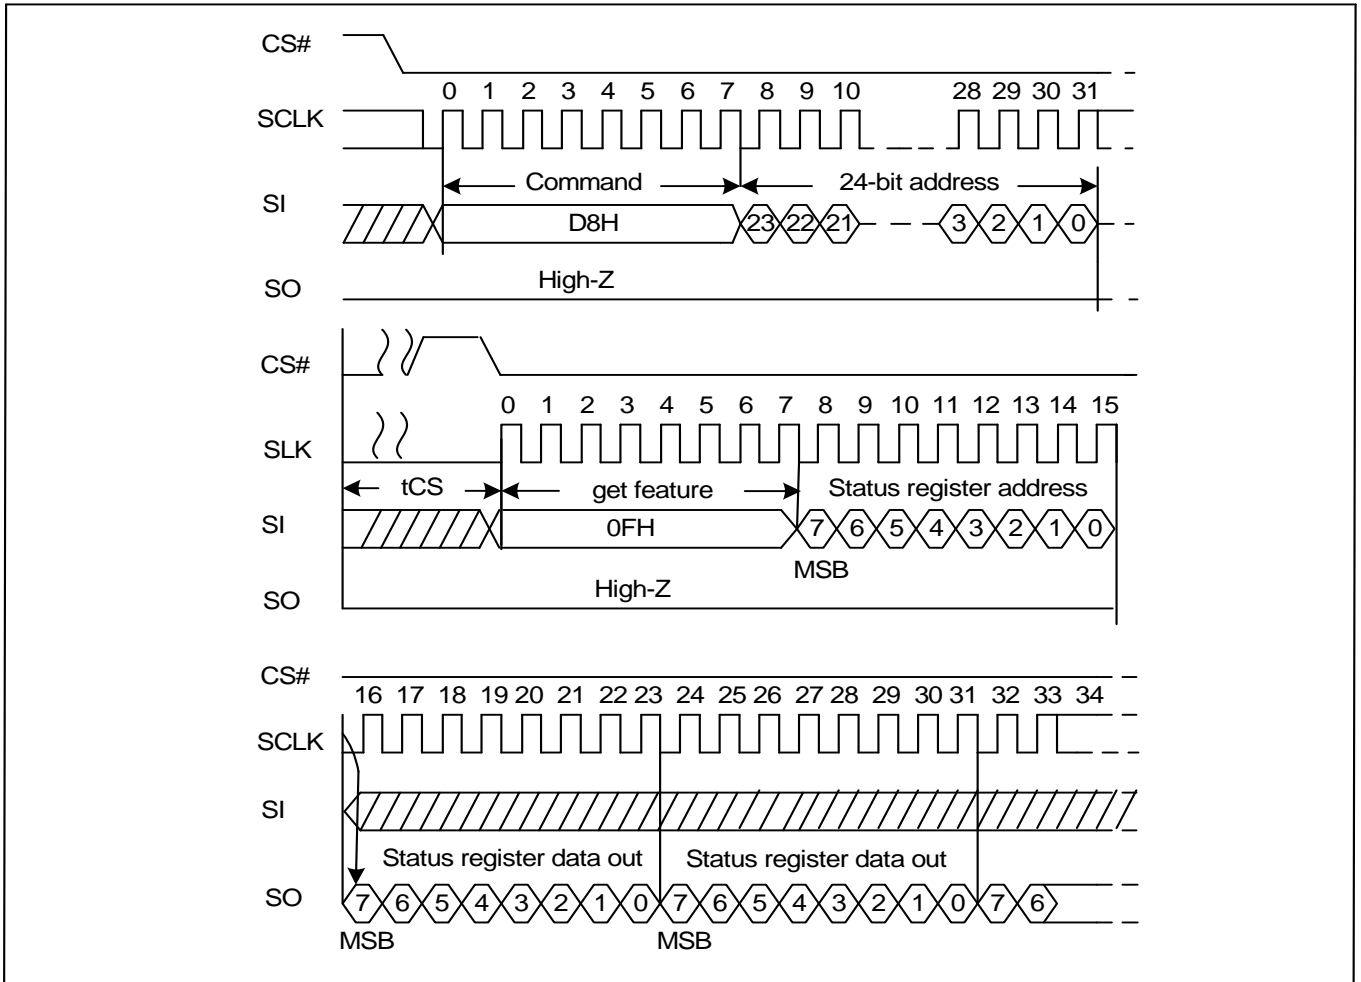 CS#
0 1 2 3 4 5 6 7 8 9 10 28 29 30 31
SCLK
Command 24-bit address
SI
D8H 23 22 21 3 2 1 0
High-Z
SO
CS#
0 1 2 3 4 5 6 7 8 9 10 11 12 13 14 15
SLK
tCS get feature Status register address
SI
0FH 7 6 5 4 3 2 1 0
MSB
High-Z
SO
CS#
16 17 18 19 20 21 22 23 24 25 26 27 28 29 30 31 32 33 34
SCLK
SI
Status register data out Status register data out
SO 7 6 5 4 3 2 1 0 7 6 5 4 3 2 1 0 7 6
MSB MSB